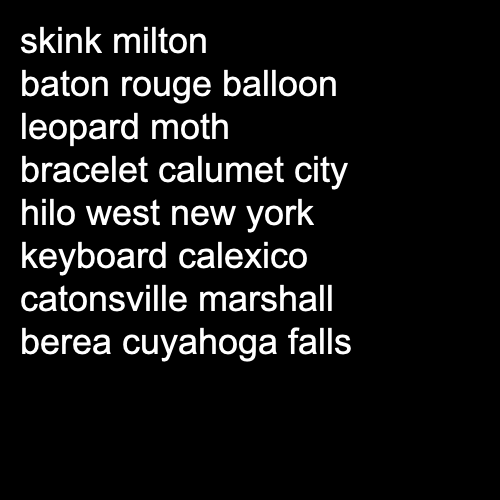 skink milton
baton rouge balloon
leopard moth
bracelet calumet city
hilo west new york
keyboard calexico
catonsville marshall
berea cuyahoga falls